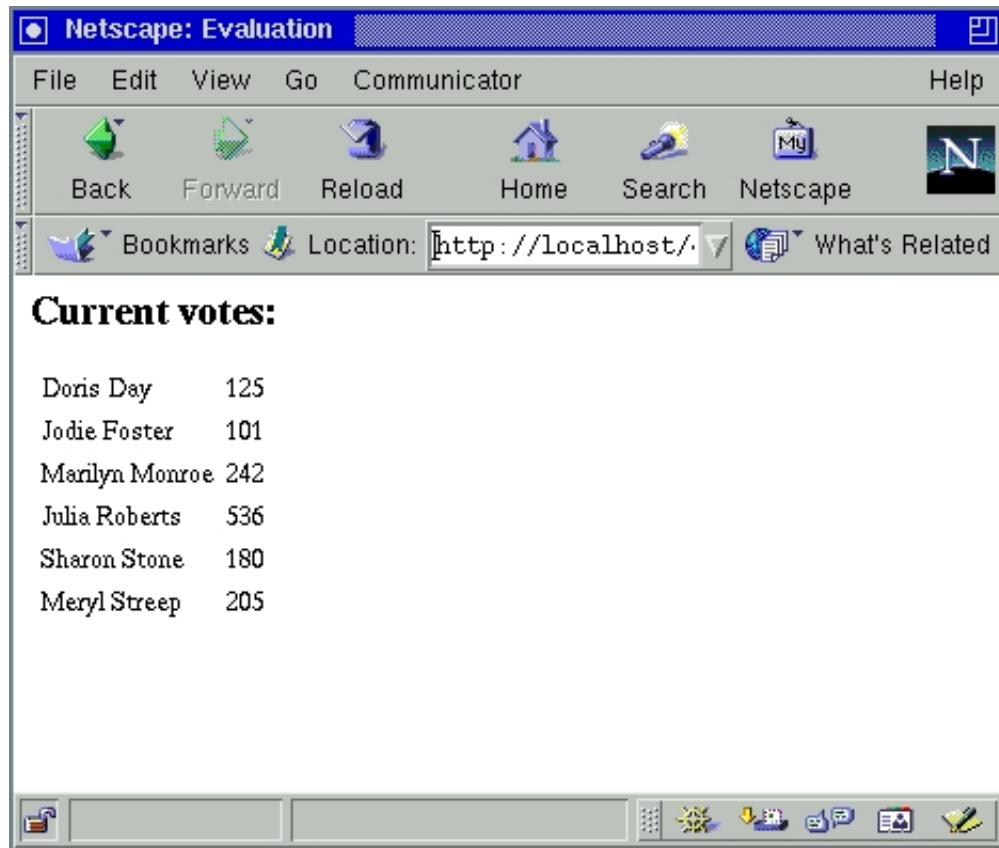 Netscape: Evaluation
File Edit View Go Communicator Help
Back Forward Reload Home Search My Netscape N
Bookmarks Location: http://localhost/ What's Related
Current votes:
Doris Day 125
Jodie Foster 101
Marilyn Monroe 242
Julia Roberts 536
Sharon Stone 180
Meryl Streep 205